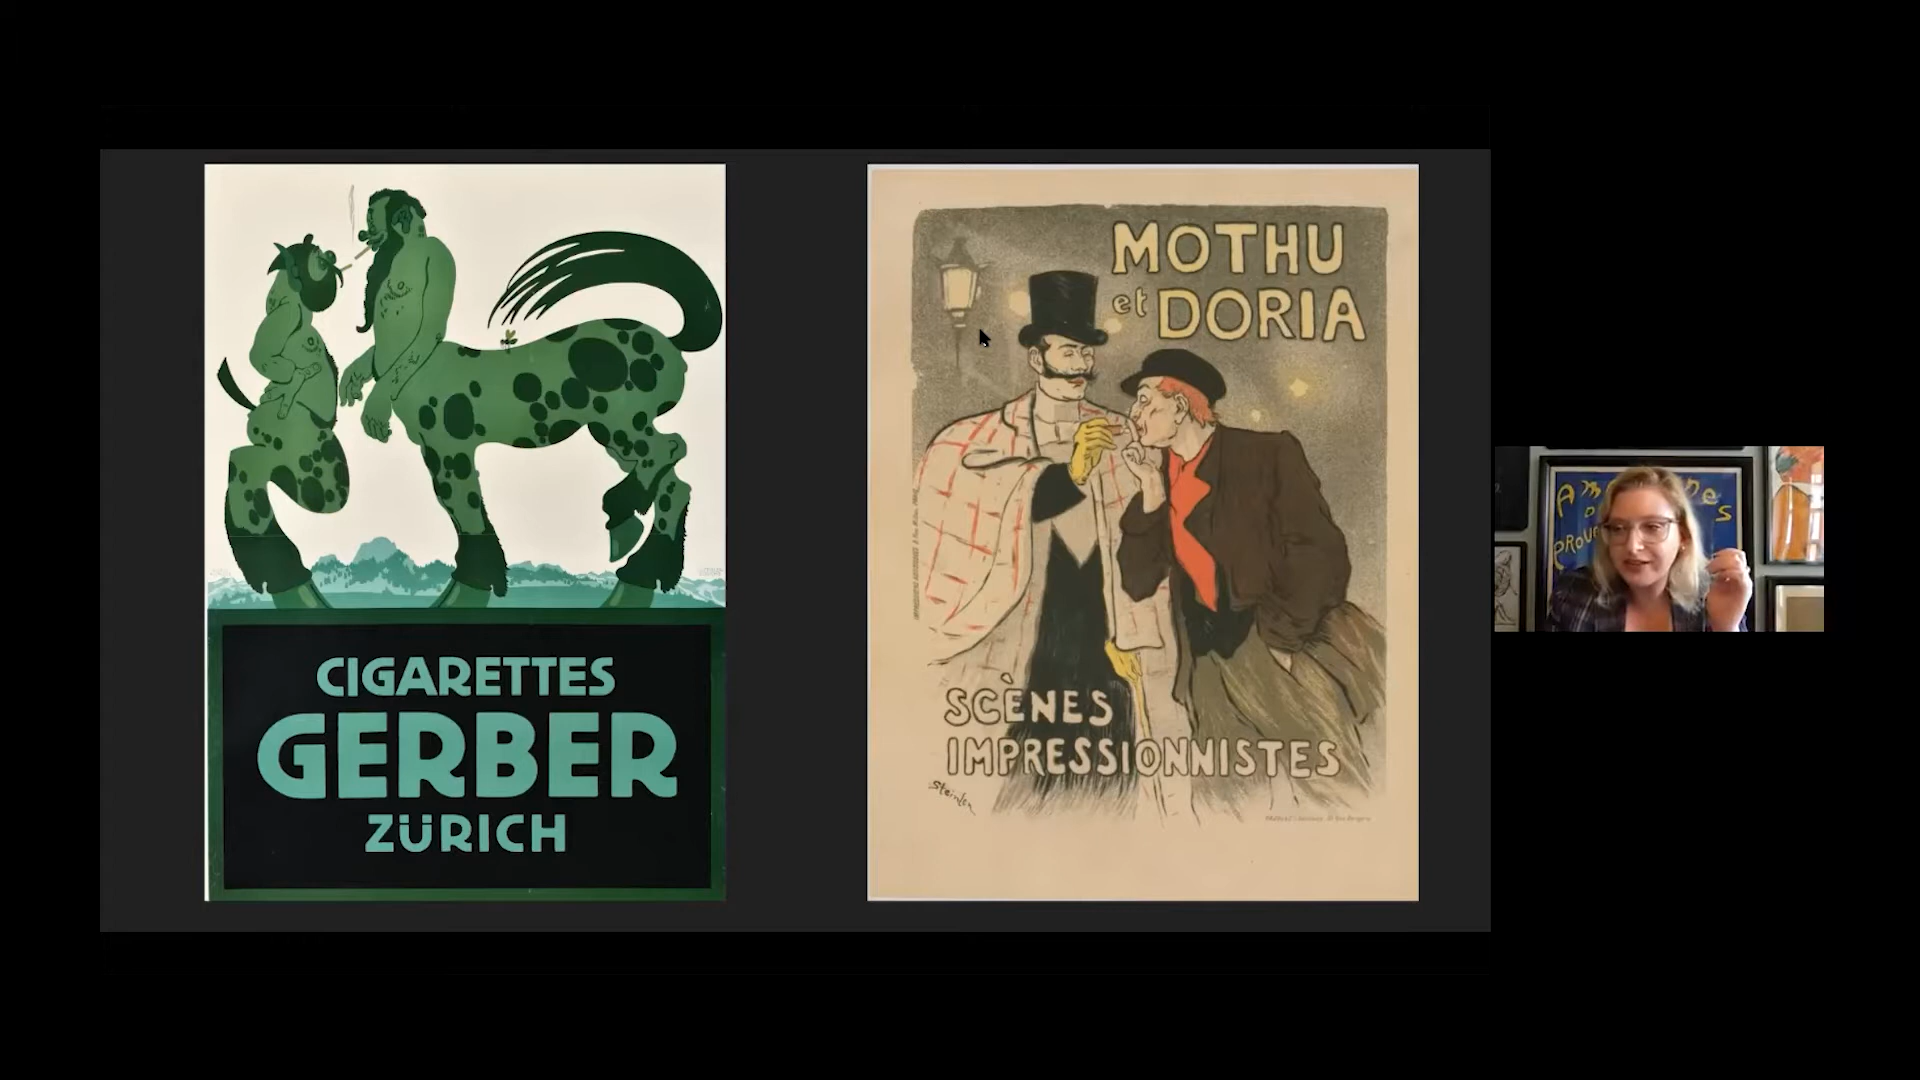 CIGARETTES
GERBER
ZÜRICH
MOTHU
et DORIA
SCÈNES
IMPRESSIONNISTES
Steinlen